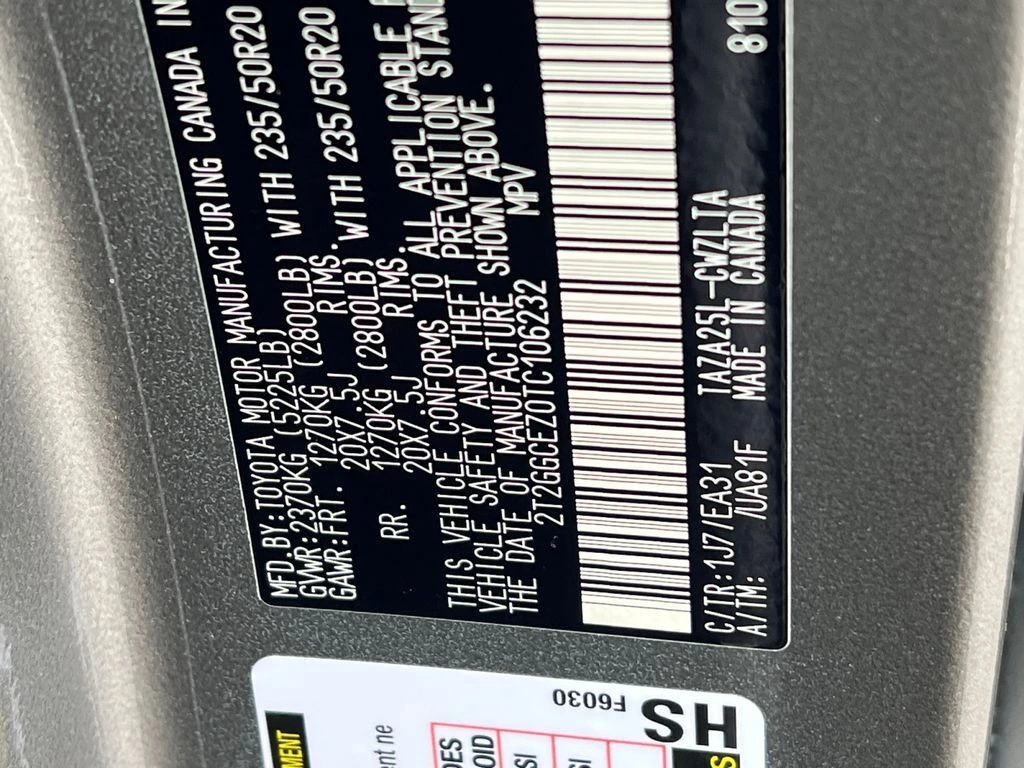 MFD.BY:TOYOTA MOTOR MANUFACTURING CANADA IN
GVWR:2370KG (5225LB)
GAWR:FRT. 1270KG (2800LB) WITH 235/50R20
20X7.5J RIMS.
RR. 1270KG (2800LB) WITH 235/50R20
20X7.5J RIMS.
THIS VEHICLE CONFORMS TO ALL APPLICABLE
VEHICLE SAFETY AND THEFT PREVENTION STAND
THE DATE OF MANUFACTURE SHOWN ABOVE.
2T2GGCEZ0TC106232 MPV
C/TR:1J7/EA31 TAZA25L-CWZLTA 810
A/TM: /UA81F MADE IN CANADA
F6030
HS